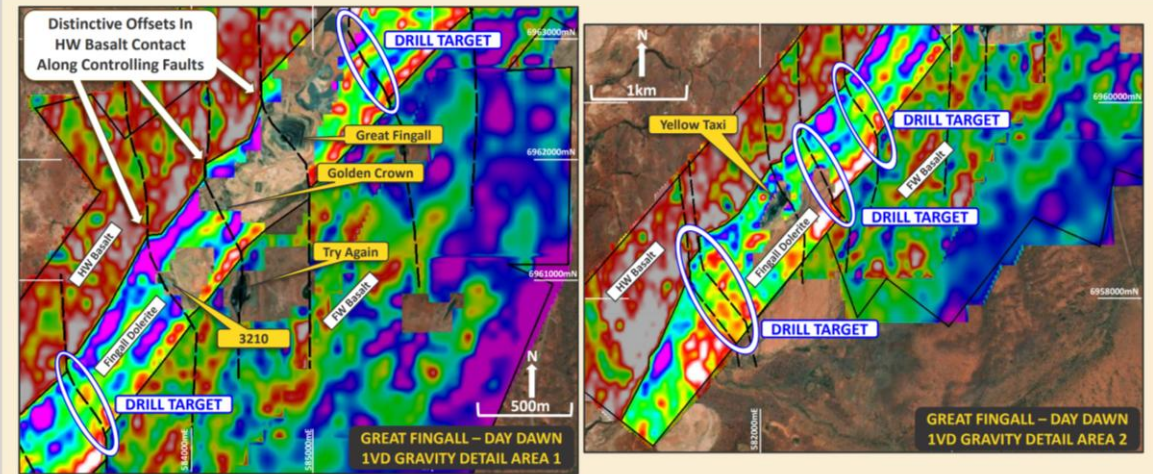 Distinctive Offsets In
HW Basalt Contact
Along Controlling Faults
DRILL TARGET
6963000mN
Great Fingall
6962000mN
Golden Crown
HW Basalt
Try Again
6961000mN
FW Basalt
Fingall Dolerite
3210
N
500m
DRILL TARGET
584000mE
585000mE
GREAT FINGALL – DAY DAWN
1VD GRAVITY DETAIL AREA 1
N
1km
6960000mN
Yellow Taxi
DRILL TARGET
FW Basalt
DRILL TARGET
Fingall Dolerite
HW Basalt
6958000mN
DRILL TARGET
582000mE
GREAT FINGALL – DAY DAWN
1VD GRAVITY DETAIL AREA 2